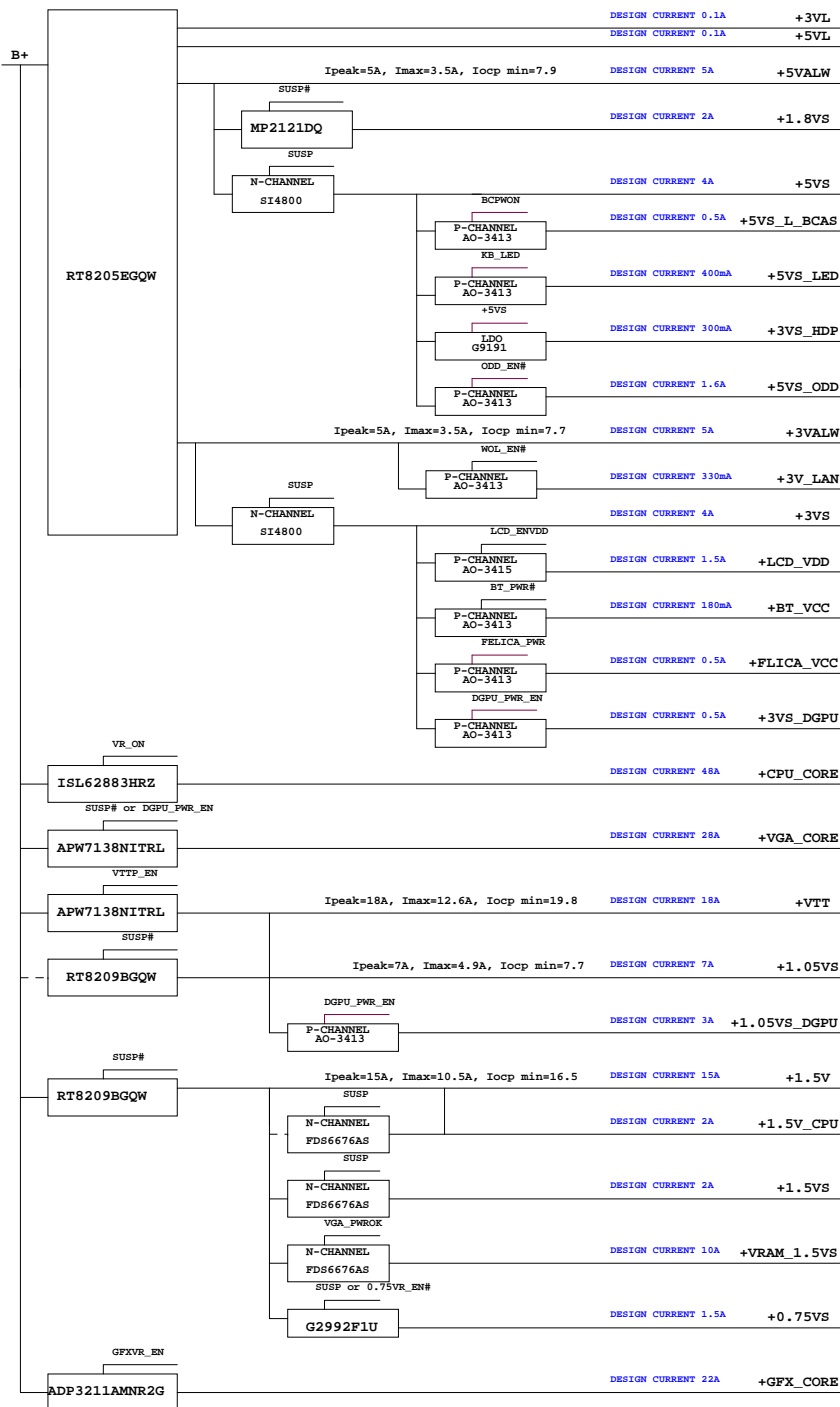 DESIGN CURRENT 0.1A +3VL
DESIGN CURRENT 0.1A +5VL
B+
Ipeak=5A, Imax=3.5A, Iocp min=7.9 DESIGN CURRENT 5A +5VALW
SUSP#
MP2121DQ DESIGN CURRENT 2A +1.8VS
SUSP
N-CHANNEL
SI4800
DESIGN CURRENT 4A +5VS
BCPWON
P-CHANNEL
AO-3413
DESIGN CURRENT 0.5A +5VS_L_BCAS
KB_LED
P-CHANNEL
AO-3413
DESIGN CURRENT 400mA +5VS_LED
RT8205EGQW
+5VS
LDO
G9191
DESIGN CURRENT 300mA +3VS_HDP
ODD_EN#
P-CHANNEL
AO-3413
DESIGN CURRENT 1.6A +5VS_ODD
Ipeak=5A, Imax=3.5A, Iocp min=7.7 DESIGN CURRENT 5A +3VALW
WOL_EN#
P-CHANNEL
AO-3413
DESIGN CURRENT 330mA +3V_LAN
SUSP
N-CHANNEL
SI4800
DESIGN CURRENT 4A +3VS
LCD_ENVDD
P-CHANNEL
AO-3415
DESIGN CURRENT 1.5A +LCD_VDD
BT_PWR#
P-CHANNEL
AO-3413
DESIGN CURRENT 180mA +BT_VCC
FELICA_PWR
P-CHANNEL
AO-3413
DESIGN CURRENT 0.5A +FLICA_VCC
DGPU_PWR_EN
P-CHANNEL
AO-3413
DESIGN CURRENT 0.5A +3VS_DGPU
VR_ON
ISL62883HRZ DESIGN CURRENT 48A +CPU_CORE
SUSP# or DGPU_PWR_EN
APW7138NITRL DESIGN CURRENT 28A +VGA_CORE
VTTP_EN
APW7138NITRL Ipeak=18A, Imax=12.6A, Iocp min=19.8 DESIGN CURRENT 18A +VTT
SUSP#
RT8209BGQW Ipeak=7A, Imax=4.9A, Iocp min=7.7 DESIGN CURRENT 7A +1.05VS
DGPU_PWR_EN
P-CHANNEL
AO-3413
DESIGN CURRENT 3A +1.05VS_DGPU
SUSP#
RT8209BGQW Ipeak=15A, Imax=10.5A, Iocp min=16.5 DESIGN CURRENT 15A +1.5V
SUSP
N-CHANNEL
FDS6676AS
DESIGN CURRENT 2A +1.5V_CPU
SUSP
N-CHANNEL
FDS6676AS
DESIGN CURRENT 2A +1.5VS
VGA_PWROK
N-CHANNEL
FDS6676AS
DESIGN CURRENT 10A +VRAM_1.5VS
SUSP or 0.75VR_EN#
G2992F1U DESIGN CURRENT 1.5A +0.75VS
GFXVR_EN
ADP3211AMNR2G DESIGN CURRENT 22A +GFX_CORE